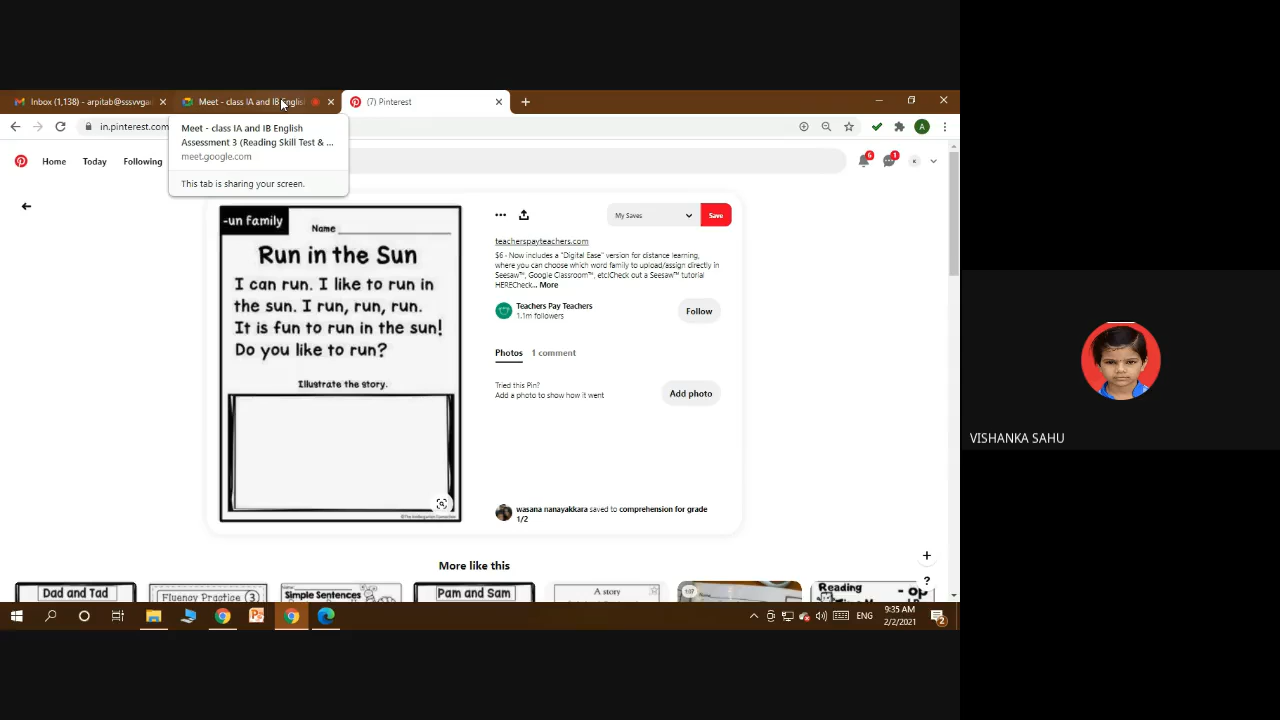 Inbox (1,138) - arpitab@sssvvga
Meet - class IA and IB English
(7) Pinterest
in.pinterest.com
Meet - class IA and IB English
Assessment 3 (Reading Skill Test & ...
meet.google.com
This tab is sharing your screen.
A
Home
Today
Following
6
1
K
-un family
Name
Run in the Sun
I can run. I like to run in
the sun. I run, run, run.
It is fun to run in the sun!
Do you like to run?
Illustrate the story.
My Saves
Save
teacherspayteachers.com
$6 - Now includes a "Digital Ease" version for distance learning,
where you can choose which word family to upload/assign directly in
Seesaw™, Google Classroom™, etc!Check out a Seesaw™ tutorial
HERECheck... More
Teachers Pay Teachers
1.1m followers
Follow
Photos
1 comment
Tried this Pin?
Add a photo to show how it went
Add photo
wasana nanayakkara saved to comprehension for grade
1/2
More like this
Dad and Tad
Fluency Practice 3
Simple Sentences
Pam and Sam
A story
Reading
- op
?
ENG
9:35 AM
2/2/2021
2
VISHANKA SAHU